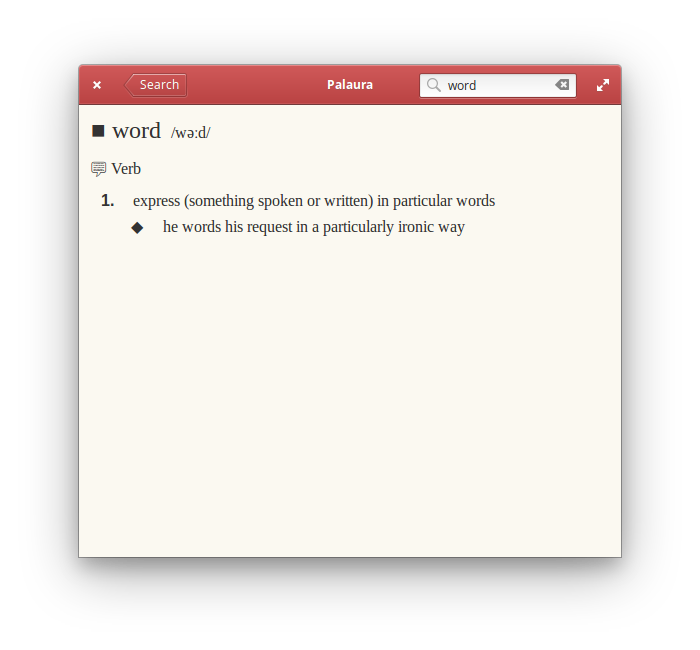 Search
Palaura
word
word /wəːd/
Verb
1. express (something spoken or written) in particular words
◆ he words his request in a particularly ironic way